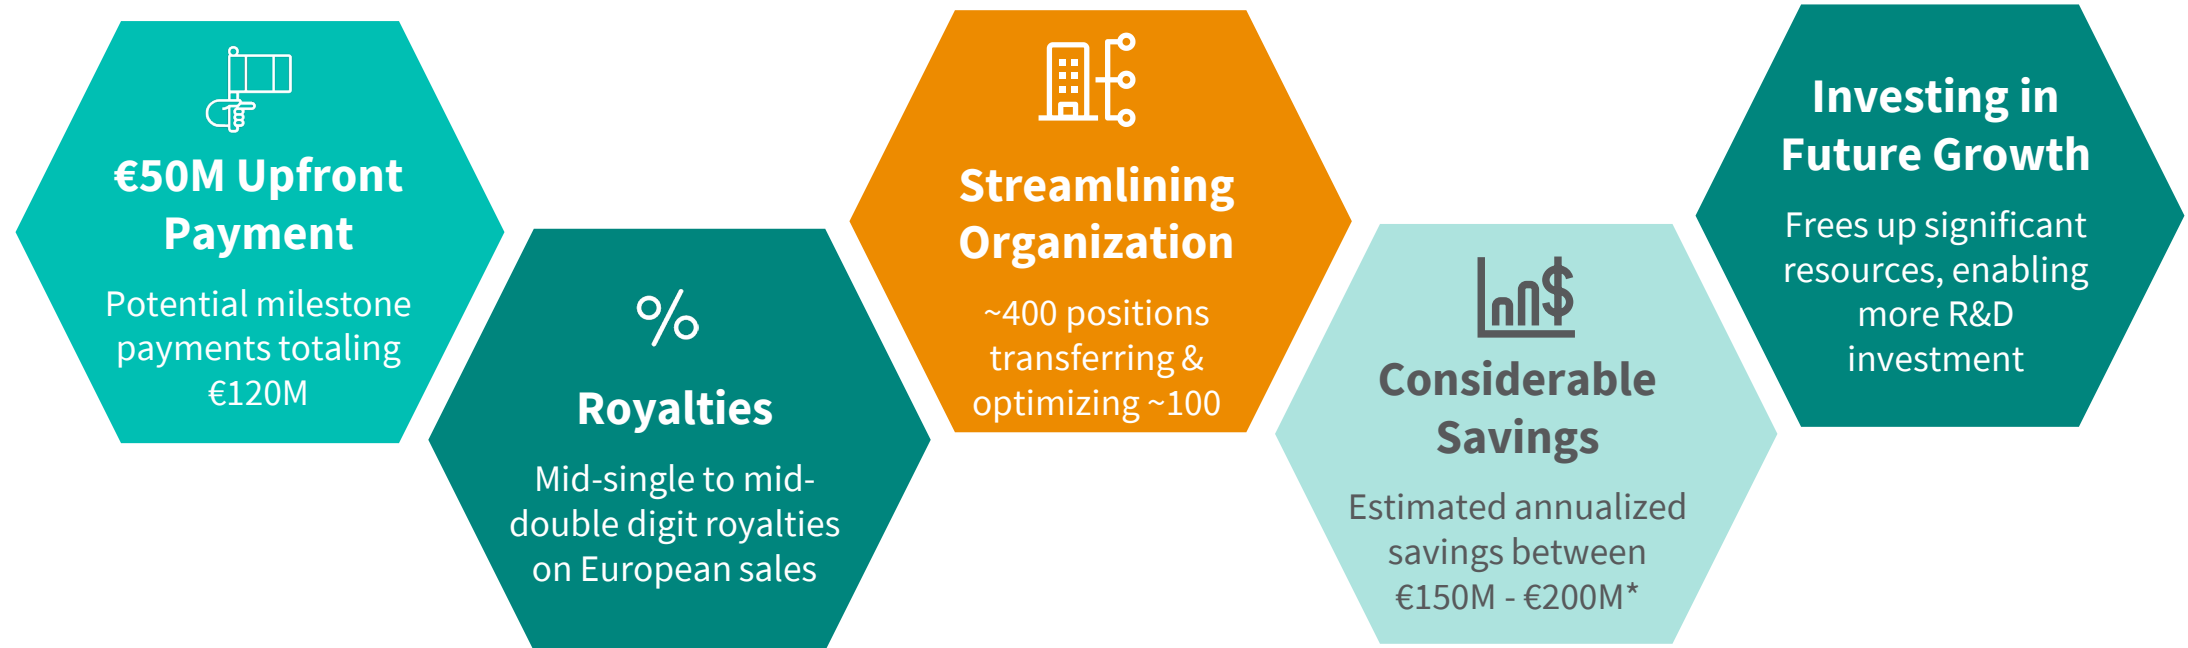 €50M Upfront
Payment
Potential milestone
payments totaling
€120M
%
Royalties
Mid-single to mid-
double digit royalties
on European sales
Streamlining
Organization
~400 positions
transferring &
optimizing ~100
$
Considerable
Savings
Estimated annualized
savings between
€150M - €200M*
Investing in
Future Growth
Frees up significant
resources, enabling
more R&D
investment